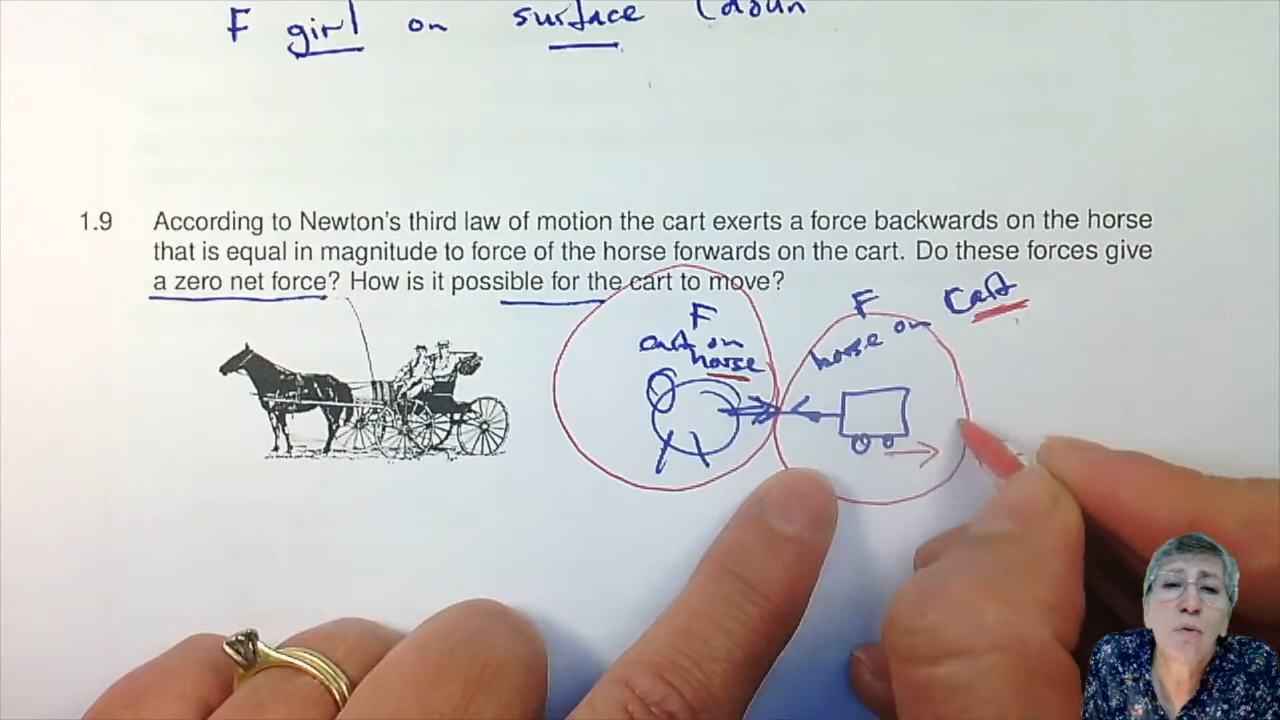 F girl on surface
1.9 According to Newton's third law of motion the cart exerts a force backwards on the horse
that is equal in magnitude to force of the horse forwards on the cart. Do these forces give
a zero net force? How is it possible for the cart to move?
F
cart on
horse
F
horse on cart